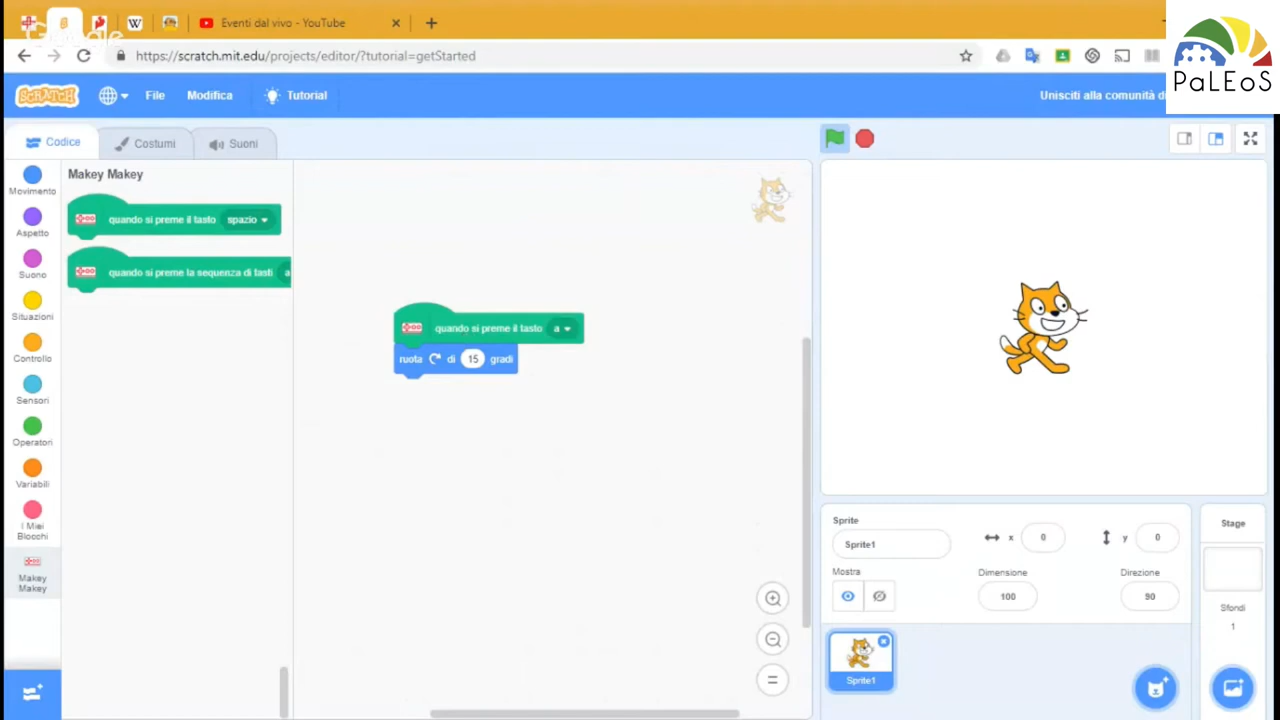 Eventi dal vivo - YouTube
Google
https://scratch.mit.edu/projects/editor/?tutorial=getStarted
PaLEoS
SCRATCH
File
Modifica
Tutorial
Unisciti alla comunità di
Codice
Costumi
Suoni
Movimento
Aspetto
Suono
Situazioni
Controllo
Sensori
Operatori
Variabili
I Miei
Blocchi
Makey
Makey
Makey Makey
quando si preme il tasto spazio
quando si preme la sequenza di tasti a
quando si preme il tasto a
ruota di 15 gradi
Sprite
Sprite1
x 0
y 0
Mostra
Dimensione
100
Direzione
90
Sprite1
Stage
Sfondi
1